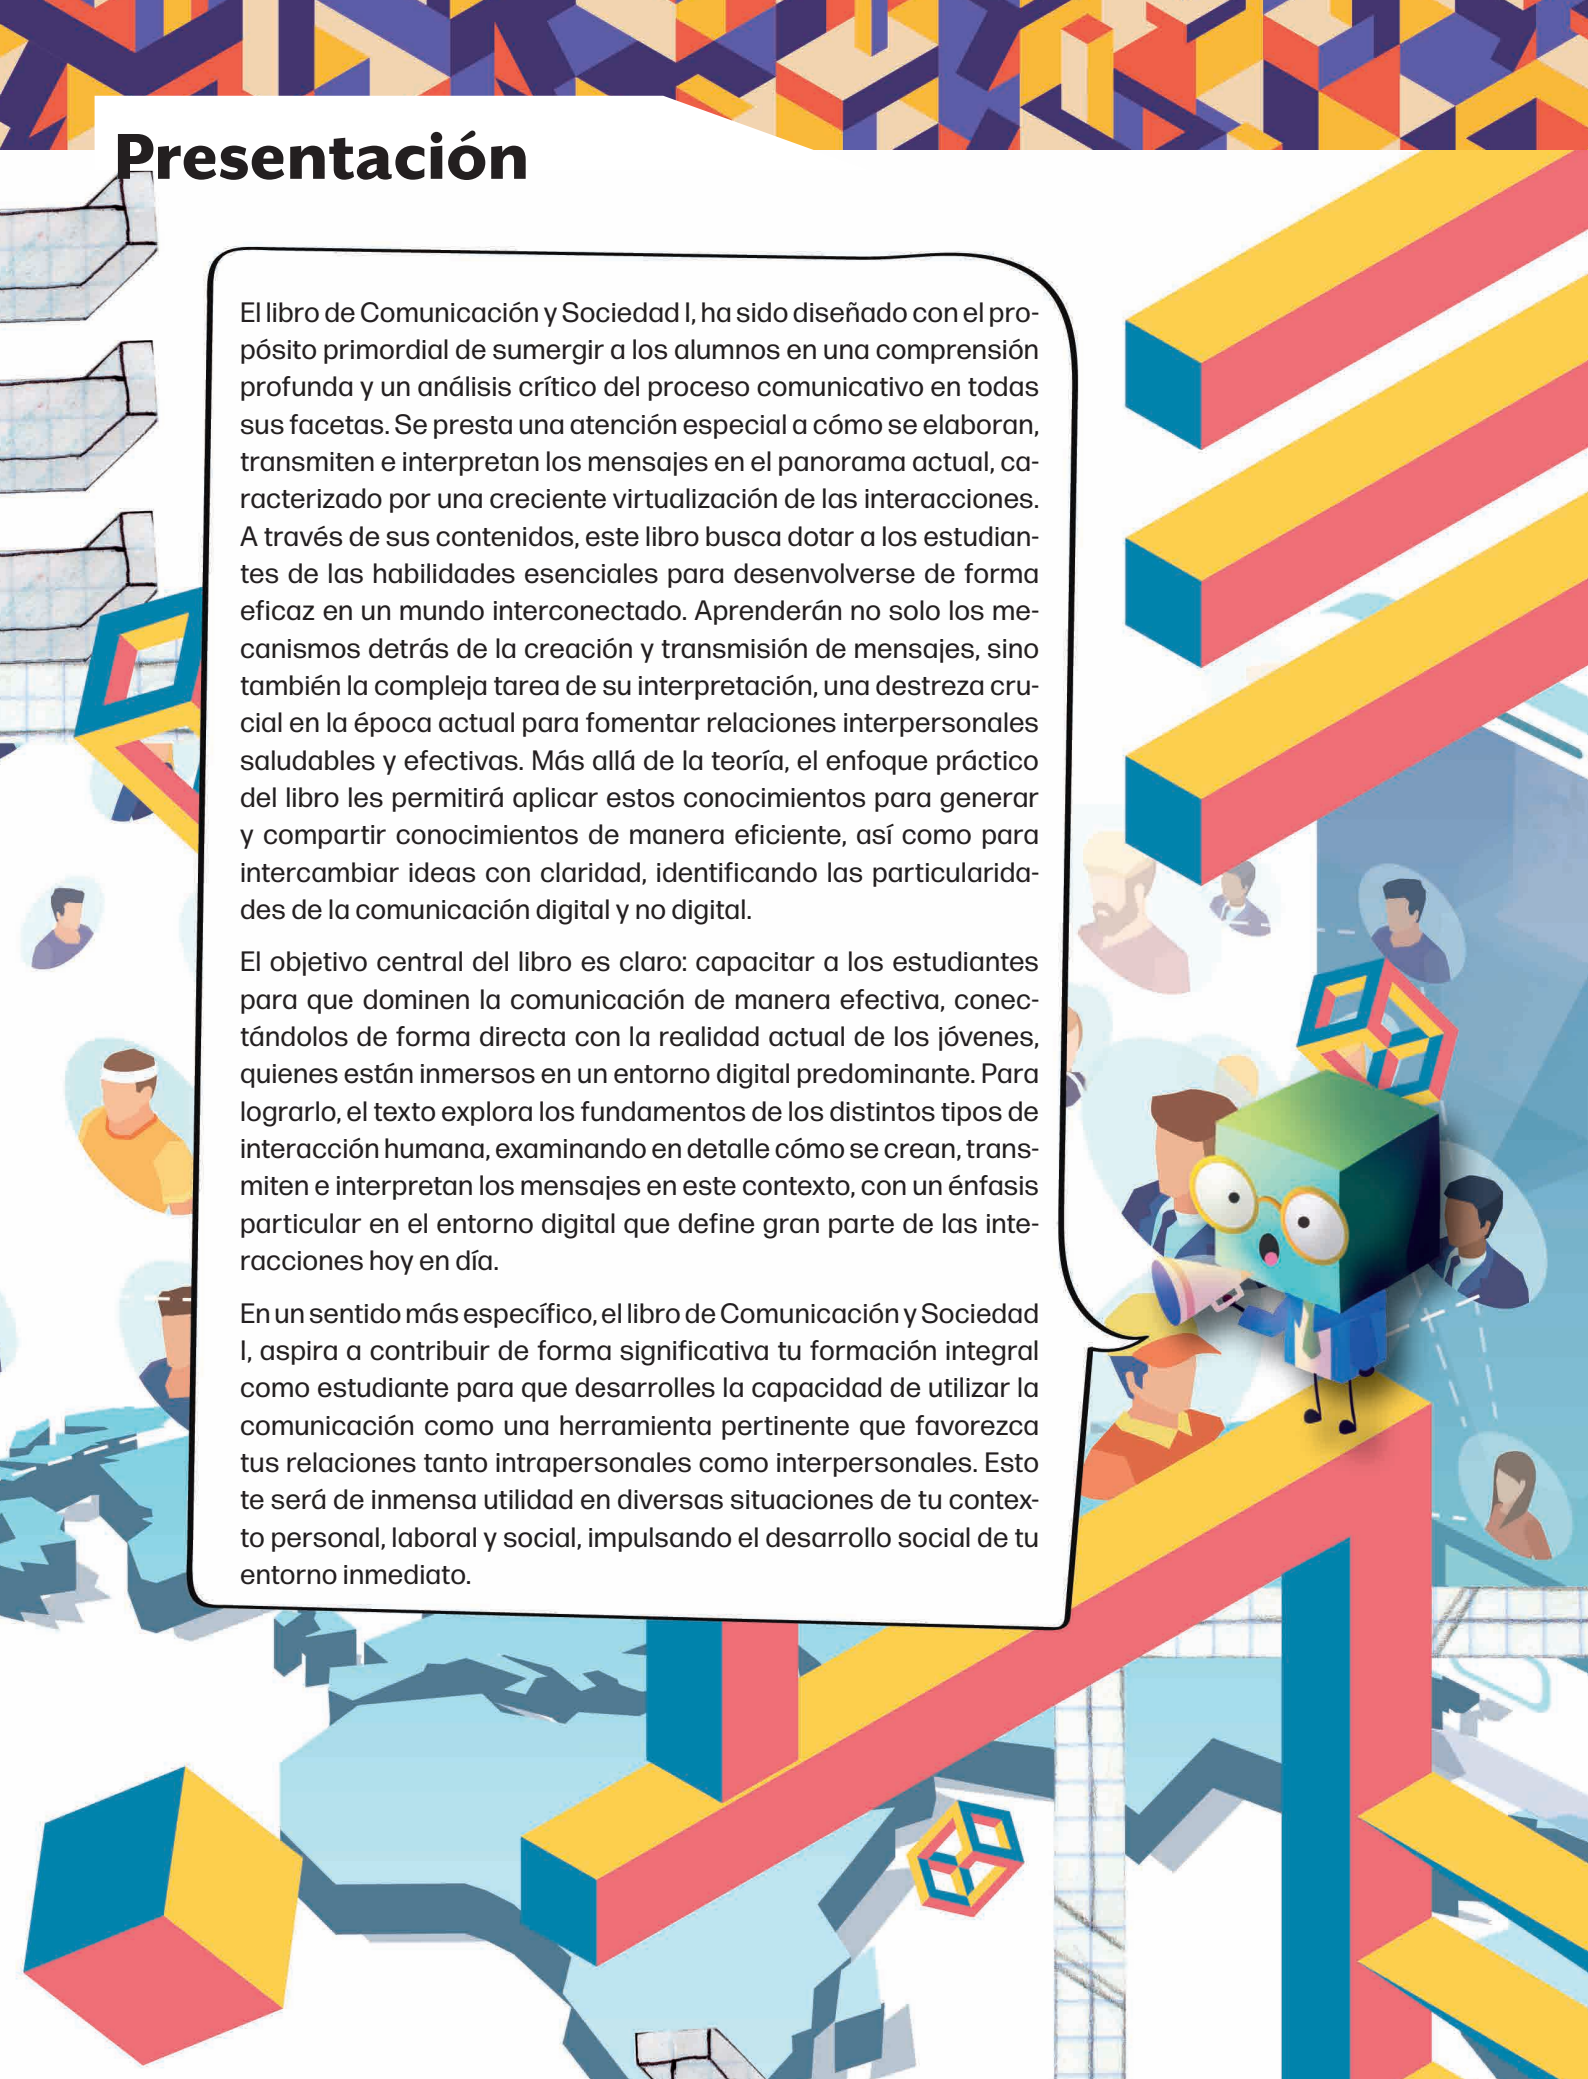 Presentación
El libro de Comunicación y Sociedad I, ha sido diseñado con el pro-
pósito primordial de sumergir a los alumnos en una comprensión
profunda y un análisis crítico del proceso comunicativo en todas
sus facetas. Se presta una atención especial a cómo se elaboran,
transmiten e interpretan los mensajes en el panorama actual, ca-
racterizado por una creciente virtualización de las interacciones.
A través de sus contenidos, este libro busca dotar a los estudian-
tes de las habilidades esenciales para desenvolverse de forma
eficaz en un mundo interconectado. Aprenderán no solo los me-
canismos detrás de la creación y transmisión de mensajes, sino
también la compleja tarea de su interpretación, una destreza cru-
cial en la época actual para fomentar relaciones interpersonales
saludables y efectivas. Más allá de la teoría, el enfoque práctico
del libro les permitirá aplicar estos conocimientos para generar
y compartir conocimientos de manera eficiente, así como para
intercambiar ideas con claridad, identificando las particularida-
des de la comunicación digital y no digital.
El objetivo central del libro es claro: capacitar a los estudiantes
para que dominen la comunicación de manera efectiva, conec-
tándolos de forma directa con la realidad actual de los jóvenes,
quienes están inmersos en un entorno digital predominante. Para
lograrlo, el texto explora los fundamentos de los distintos tipos de
interacción humana, examinando en detalle cómo se crean, trans-
miten e interpretan los mensajes en este contexto, con un énfasis
particular en el entorno digital que define gran parte de las inte-
racciones hoy en día.
En un sentido más específico, el libro de Comunicación y Sociedad
I, aspira a contribuir de forma significativa tu formación integral
como estudiante para que desarrolles la capacidad de utilizar la
comunicación como una herramienta pertinente que favorezca
tus relaciones tanto intrapersonales como interpersonales. Esto
te será de inmensa utilidad en diversas situaciones de tu contex-
to personal, laboral y social, impulsando el desarrollo social de tu
entorno inmediato.